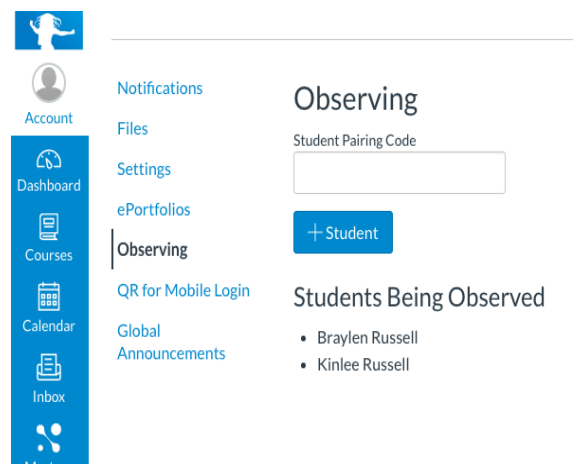 Account
Dashboard
Courses
Calendar
Inbox
Notifications
Files
Settings
ePortfolios
Observing
QR for Mobile Login
Global
Announcements
Observing
Student Pairing Code
+ Student
Students Being Observed
• Braylen Russell
• Kinlee Russell